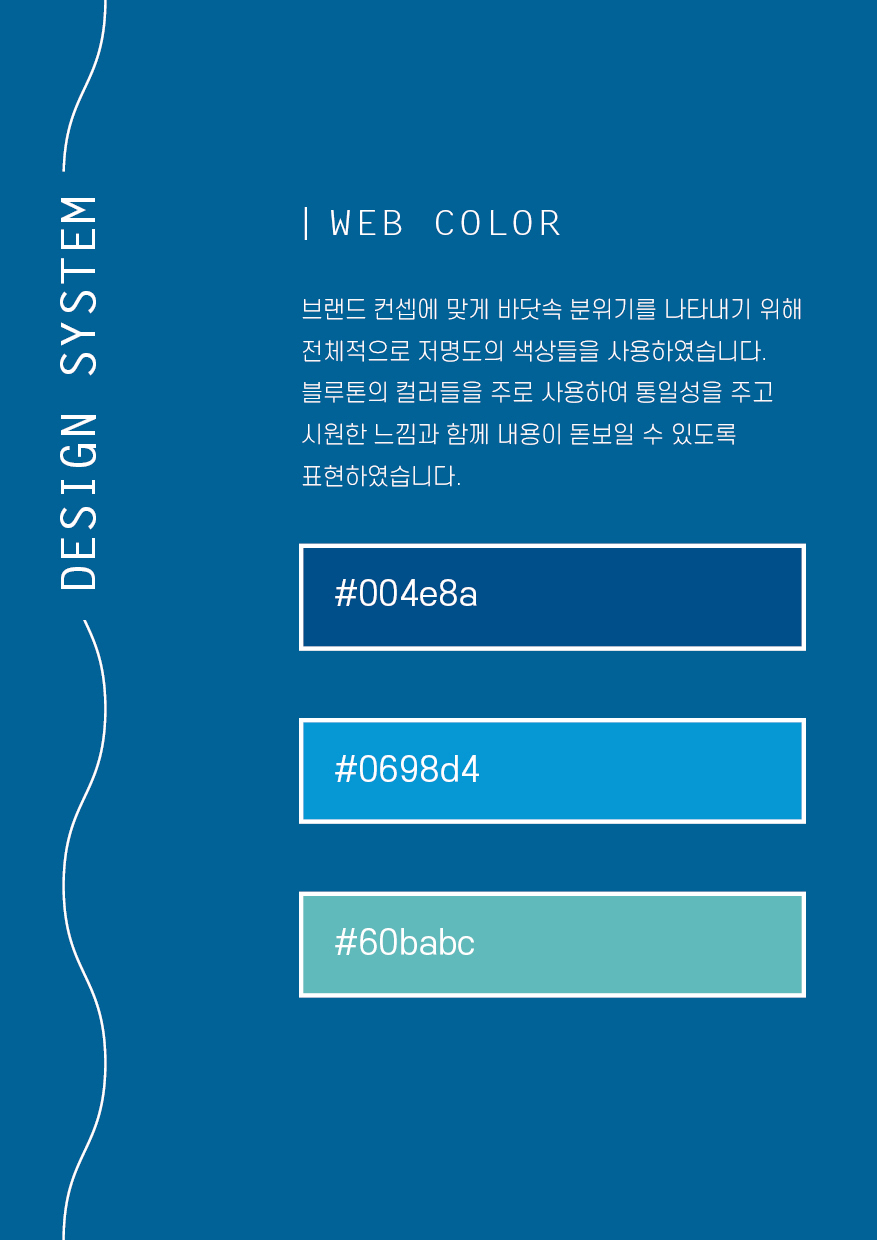 DESIGN SYSTEM
| WEB COLOR
브랜드 컨셉에 맞게 바닷속 분위기를 나타내기 위해
전체적으로 저명도의 색상들을 사용하였습니다.
블루톤의 컬러들을 주로 사용하여 통일성을 주고
시원한 느낌과 함께 내용이 돋보일 수 있도록
표현하였습니다.
#004e8a
#0698d4
#60babc